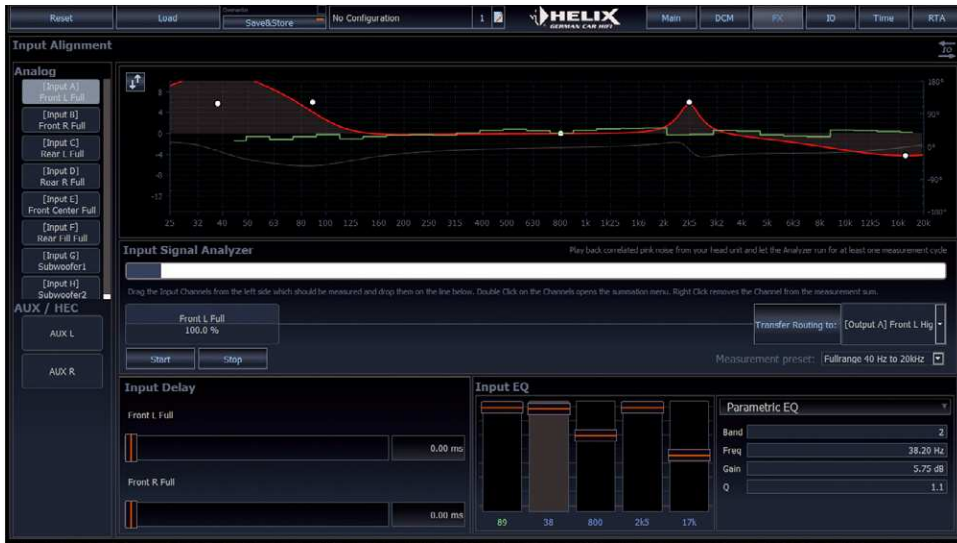 Reset
Load
Save&Store
No Configuration
1
HELIX
GERMAN CAR HIFI
Main
DCM
FX
IO
Time
RTA
Input Alignment
IO
Analog
[Input A]
Front L Full
[Input B]
Front R Full
[Input C]
Rear L Full
[Input D]
Rear R Full
[Input E]
Front Center Full
[Input F]
Rear Fill Full
[Input G]
Subwoofer1
[Input H]
Subwoofer2
AUX / HEC
AUX L
AUX R
8
4
0
-4
-8
-12
180°
90°
0°
-90°
-180°
25 32 40 50 63 80 100 125 160 200 250 315 400 500 630 800 1k 1k25 1k6 2k 2k5 3k2 4k 5k 6k3 8k 10k 12k5 16k 20k
Input Signal Analyzer
Play back correlated pink noise from your head unit and let the Analyzer run for at least one measurement cycle
Drag the Input Channels from the left side which should be measured and drop them on the line below. Double Click on the Channels opens the summation menu. Right Click removes the Channel from the measurement sum.
Front L Full
100.0 %
Transfer Routing to:
[Output A] Front L Hig
Start
Stop
Measurement preset:
Fullrange 40 Hz to 20kHz
Input Delay
Front L Full
0.00 ms
Front R Full
0.00 ms
Input EQ
89
38
800
2k5
17k
Parametric EQ
Band 2
Freq 38.20 Hz
Gain 5.75 dB
Q 1.1